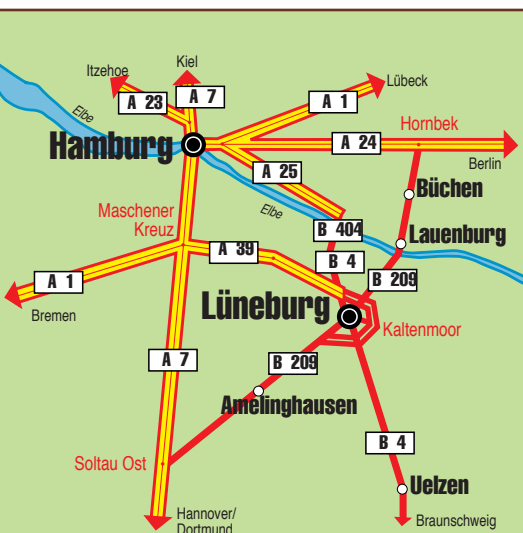 Itzehoe
Kiel
Lübeck
A 23
A 7
A 1
Elbe
Hornbek
Hamburg
A 24
Berlin
A 25
Büchen
Maschener
Kreuz
Elbe
B 404
Lauenburg
A 39
B 4
A 1
B 209
Bremen
Lüneburg
Kaltenmoor
A 7
B 209
Amelinghausen
B 4
Soltau Ost
Uelzen
Hannover/
Dortmund
Braunschweig